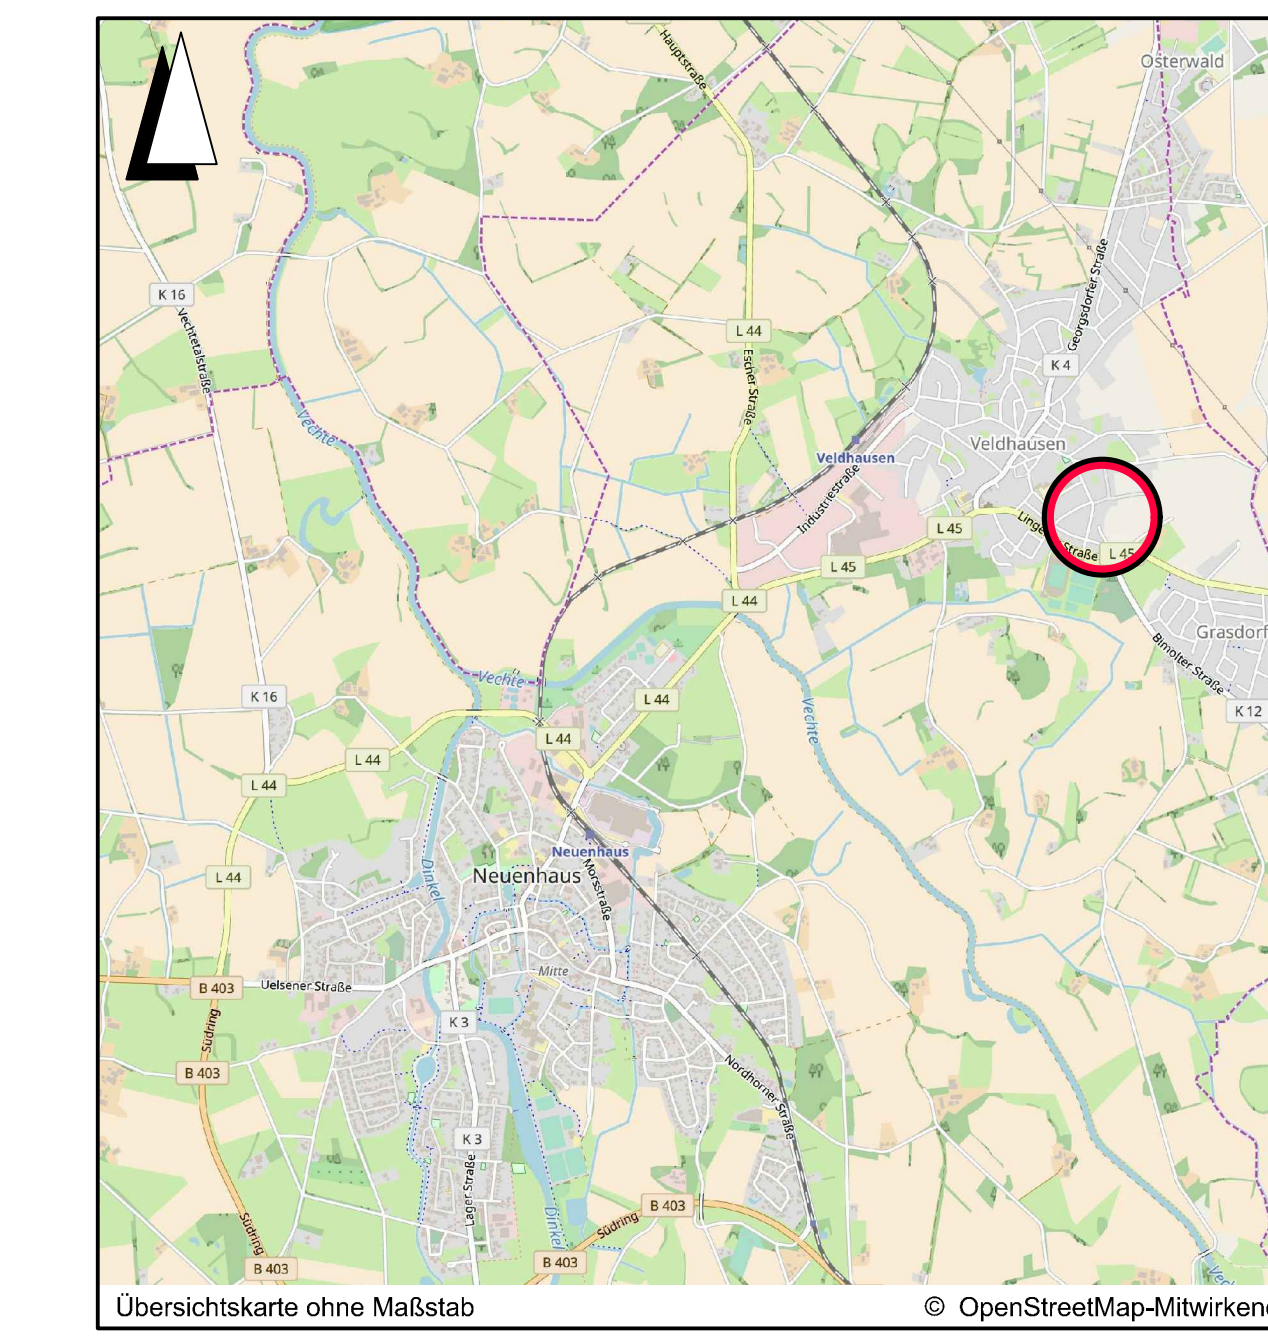 Hauptstraße
Osterwald
K 16
Vechtetalstraße
Georgsdorfer Straße
L 44
Escher Straße
K 4
Vechte
Veldhausen
Veldhausen
Industriestraße
L 45
Linge
straße
L 45
L 45
L 44
Grasdorf
Bimolter Straße
Vechte
K 16
L 44
Vechte
K 12
L 44
L 44
L 44
Neuenhaus
Neuenhaus
Morsstraße
Dinkel
L 44
Mitte
B 403
Uelsener Straße
K 3
Südring
B 403
Nordhorner Straße
K 3
Lager Straße
B 403
Südring
Südring
Dinkel
B 403
B 403
Vec
Übersichtskarte ohne Maßstab
© OpenStreetMap-Mitwirken